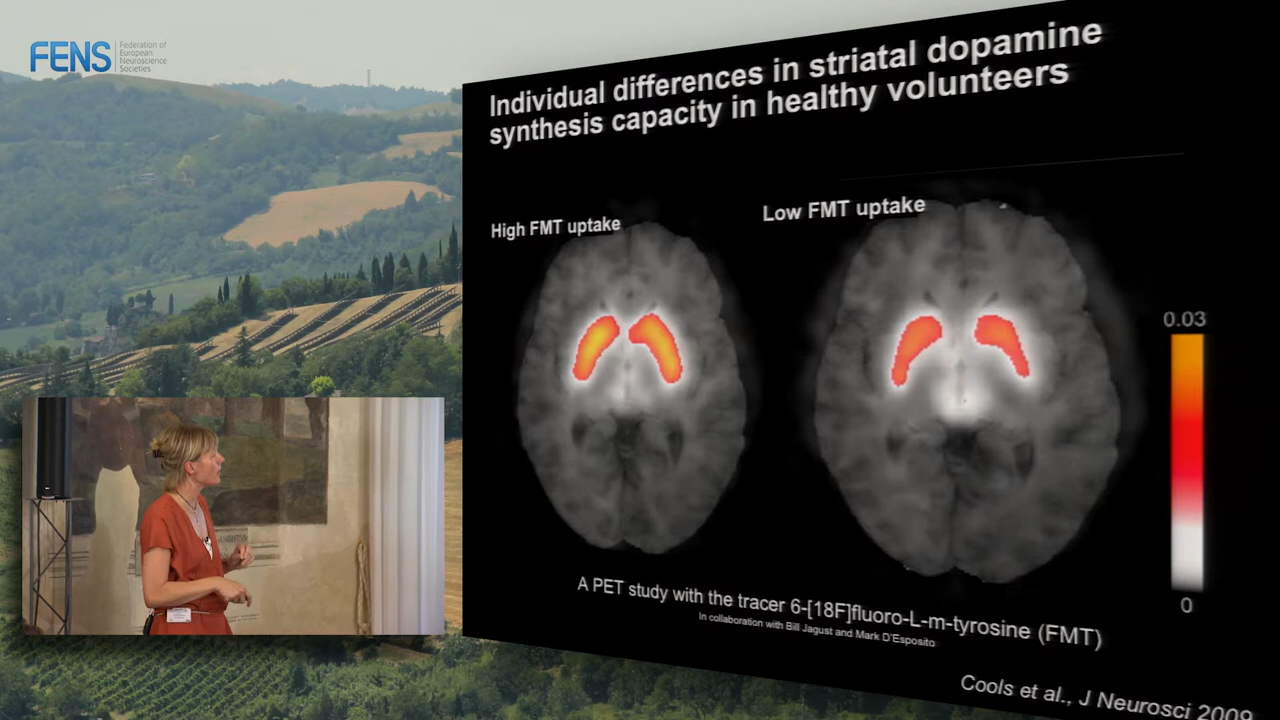 FENS
Federation of
European
Neuroscience
Societies
Individual differences in striatal dopamine
synthesis capacity in healthy volunteers
High FMT uptake
Low FMT uptake
0.03
0
A PET study with the tracer 6-[18F]fluoro-L-m-tyrosine (FMT)
In collaboration with Bill Jagust and Mark D'Esposito
Cools et al., J Neurosci 2009